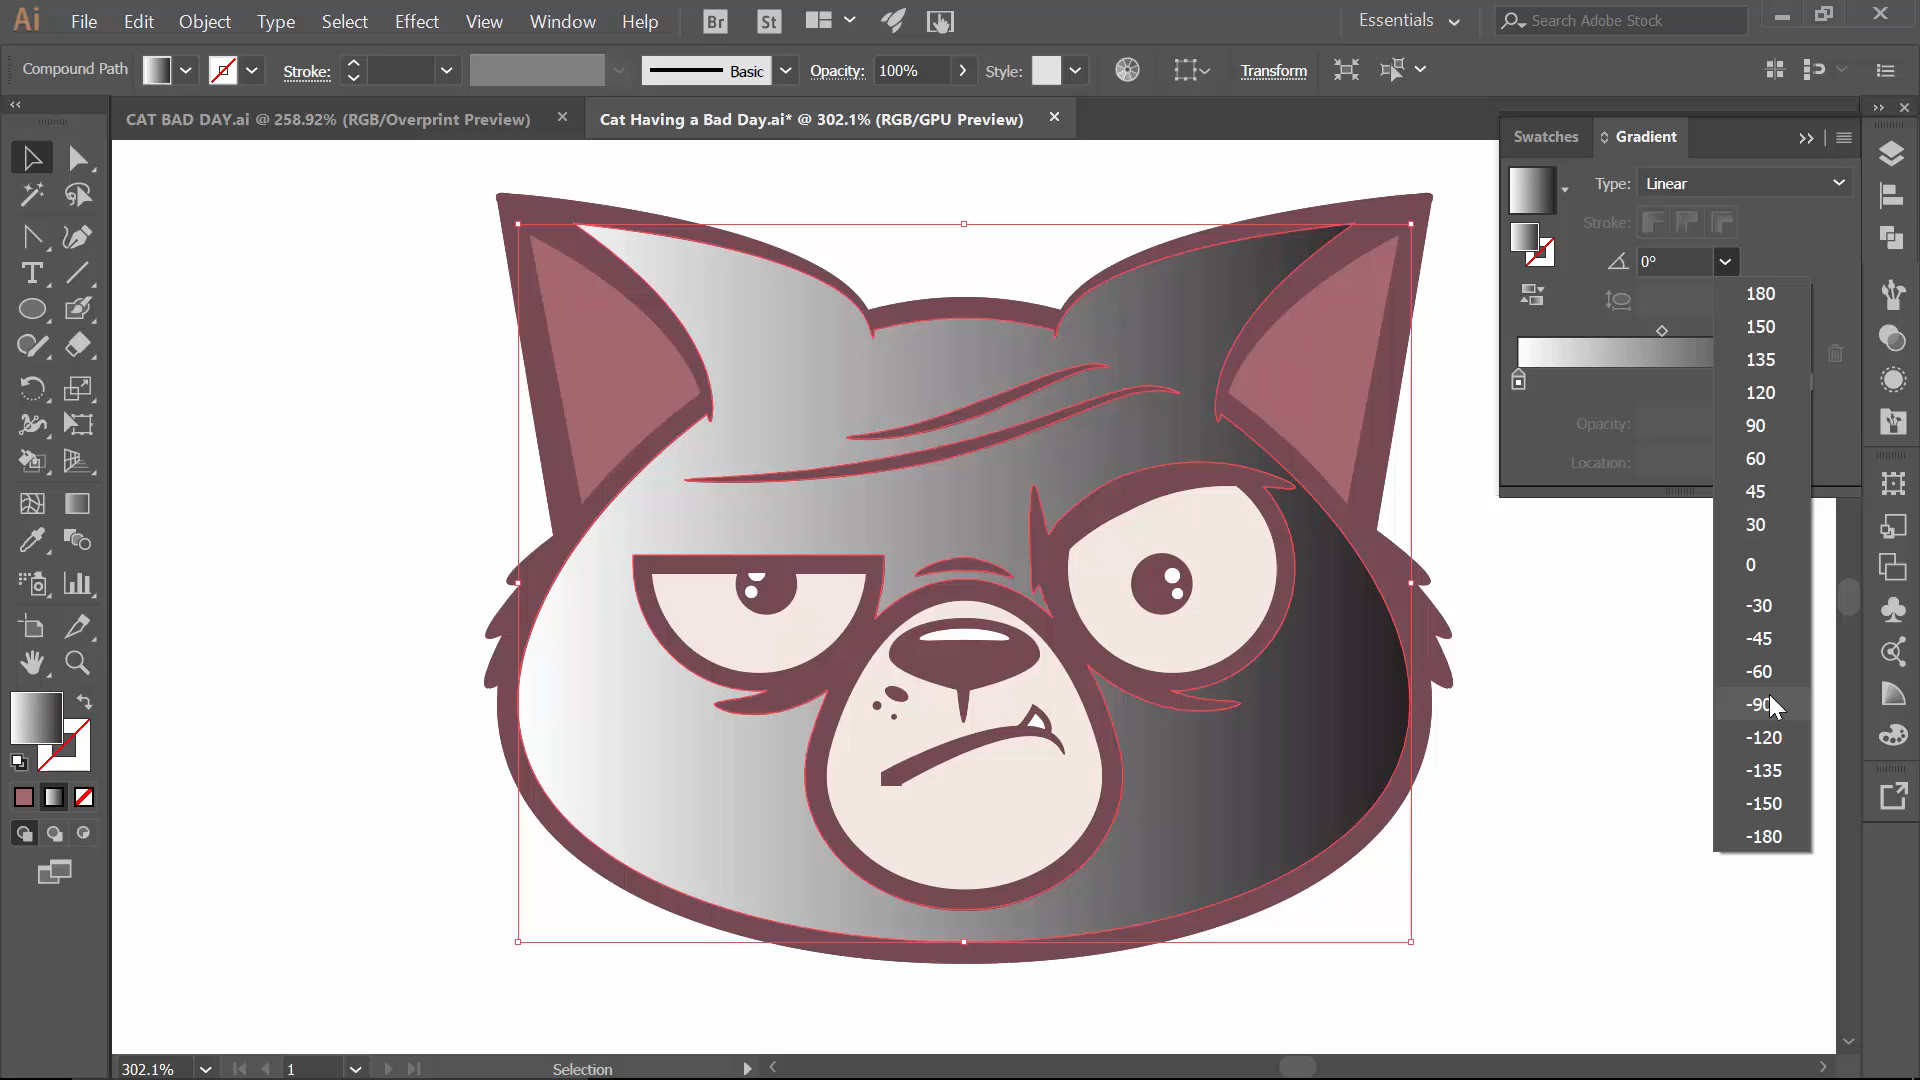 Ai File Edit Object Type Select Effect View Window Help Br St Essentials Search Adobe Stock
Compound Path Stroke: Basic Opacity: 100% Style: Transform
CAT BAD DAY.ai @ 258.92% (RGB/Overprint Preview) Cat Having a Bad Day.ai* @ 302.1% (RGB/GPU Preview)
Swatches Gradient
Type: Linear
Stroke:
0°
180
150
135
120
90
Opacity:
60
Location:
45
30
0
-30
-45
-60
-90
-120
-135
-150
-180
302.1% 1 Selection